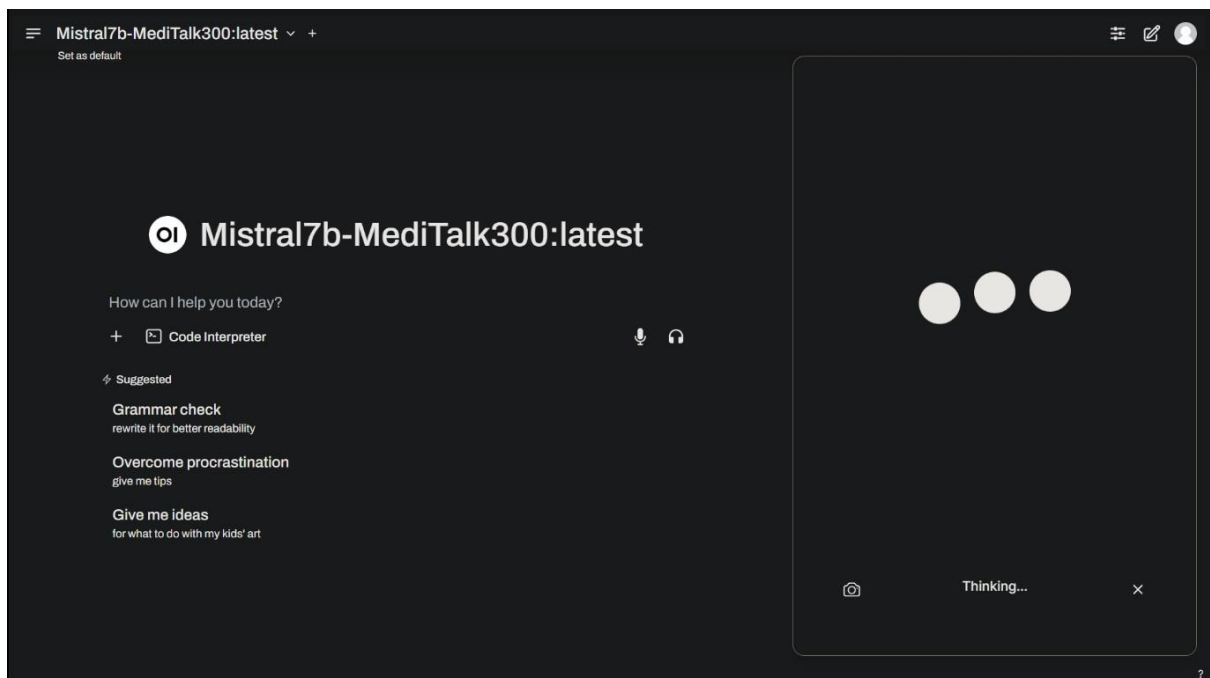 Mistral7b-MediTalk300:latest
Set as default
OI Mistral7b-MediTalk300:latest
How can I help you today?
Code Interpreter
Suggested
Grammar check
rewrite it for better readability
Overcome procrastination
give me tips
Give me ideas
for what to do with my kids' art
Thinking...
?